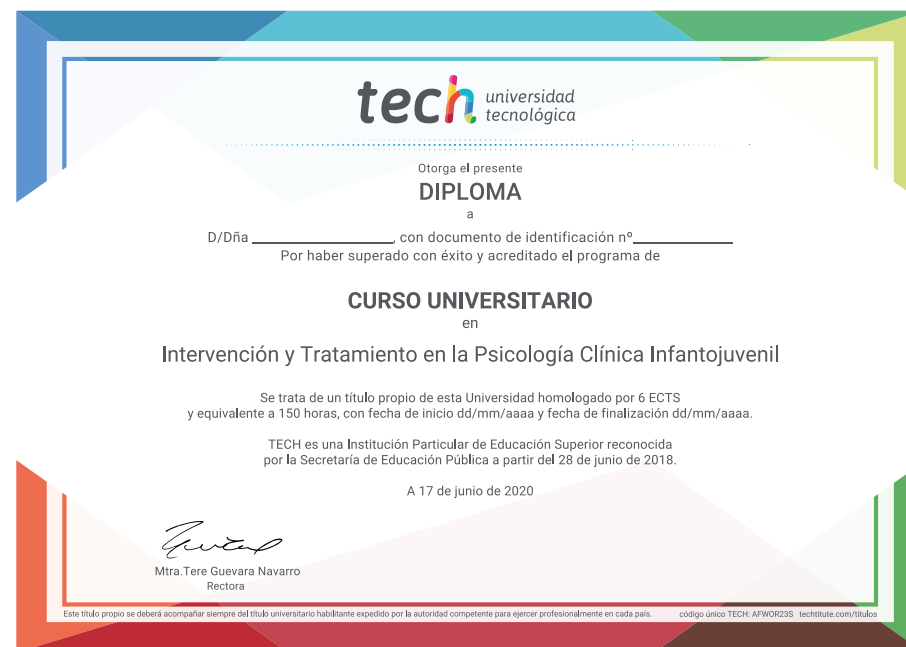 tech universidad
tecnológica
Otorga el presente
DIPLOMA
a
D/Dña ____________________, con documento de identificación nº______________
Por haber superado con éxito y acreditado el programa de
CURSO UNIVERSITARIO
en
Intervención y Tratamiento en la Psicología Clínica Infantojuvenil
Se trata de un título propio de esta Universidad homologado por 6 ECTS
y equivalente a 150 horas, con fecha de inicio dd/mm/aaaa y fecha de finalización dd/mm/aaaa.
TECH es una Institución Particular de Educación Superior reconocida
por la Secretaría de Educación Pública a partir del 28 de junio de 2018.
A 17 de junio de 2020
Mtra.Tere Guevara Navarro
Rectora
Este título propio se deberá acompañar siempre del título universitario habilitante expedido por la autoridad competente para ejercer profesionalmente en cada país. código único TECH: AFWOR23S techtitute.com/titulos